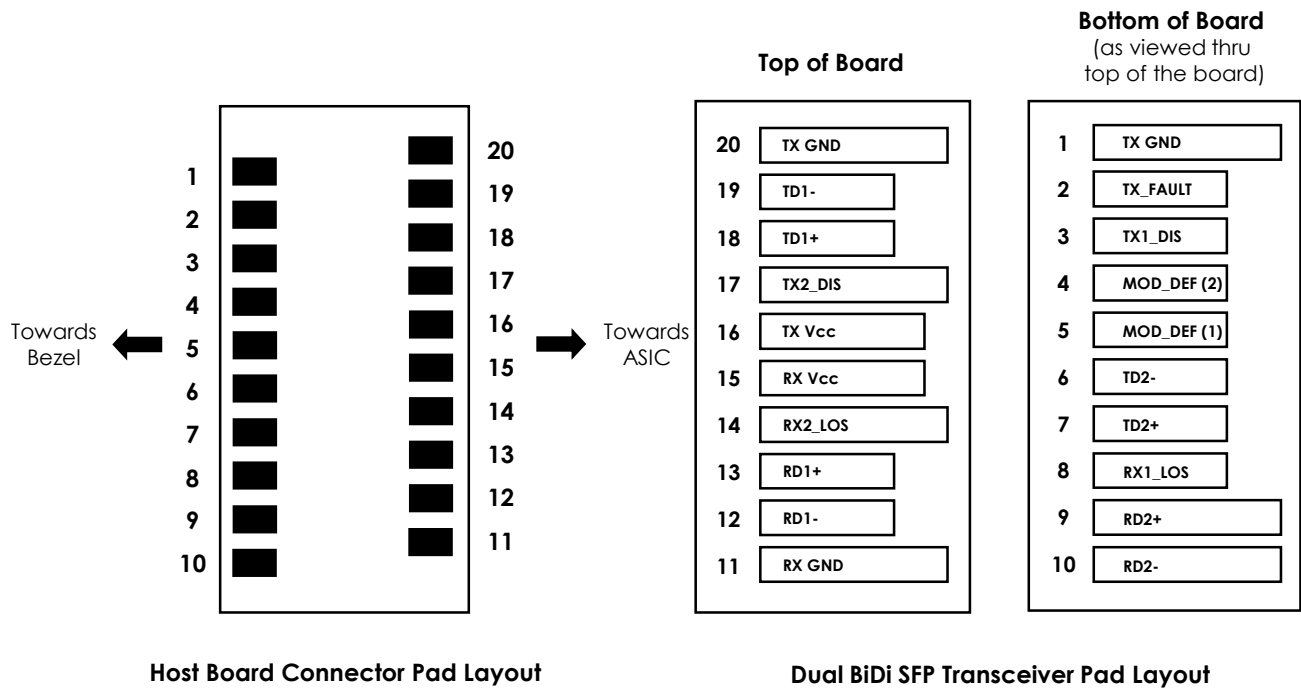 Bottom of Board
(as viewed thru
top of the board)
Top of Board
1
2
3
4
5
6
7
8
9
10
20
19
18
17
16
15
14
13
12
11
Towards
Bezel
Towards
ASIC
20 TX GND
19 TD1-
18 TD1+
17 TX2_DIS
16 TX Vcc
15 RX Vcc
14 RX2_LOS
13 RD1+
12 RD1-
11 RX GND
1 TX GND
2 TX_FAULT
3 TX1_DIS
4 MOD_DEF (2)
5 MOD_DEF (1)
6 TD2-
7 TD2+
8 RX1_LOS
9 RD2+
10 RD2-
Host Board Connector Pad Layout
Dual BiDi SFP Transceiver Pad Layout